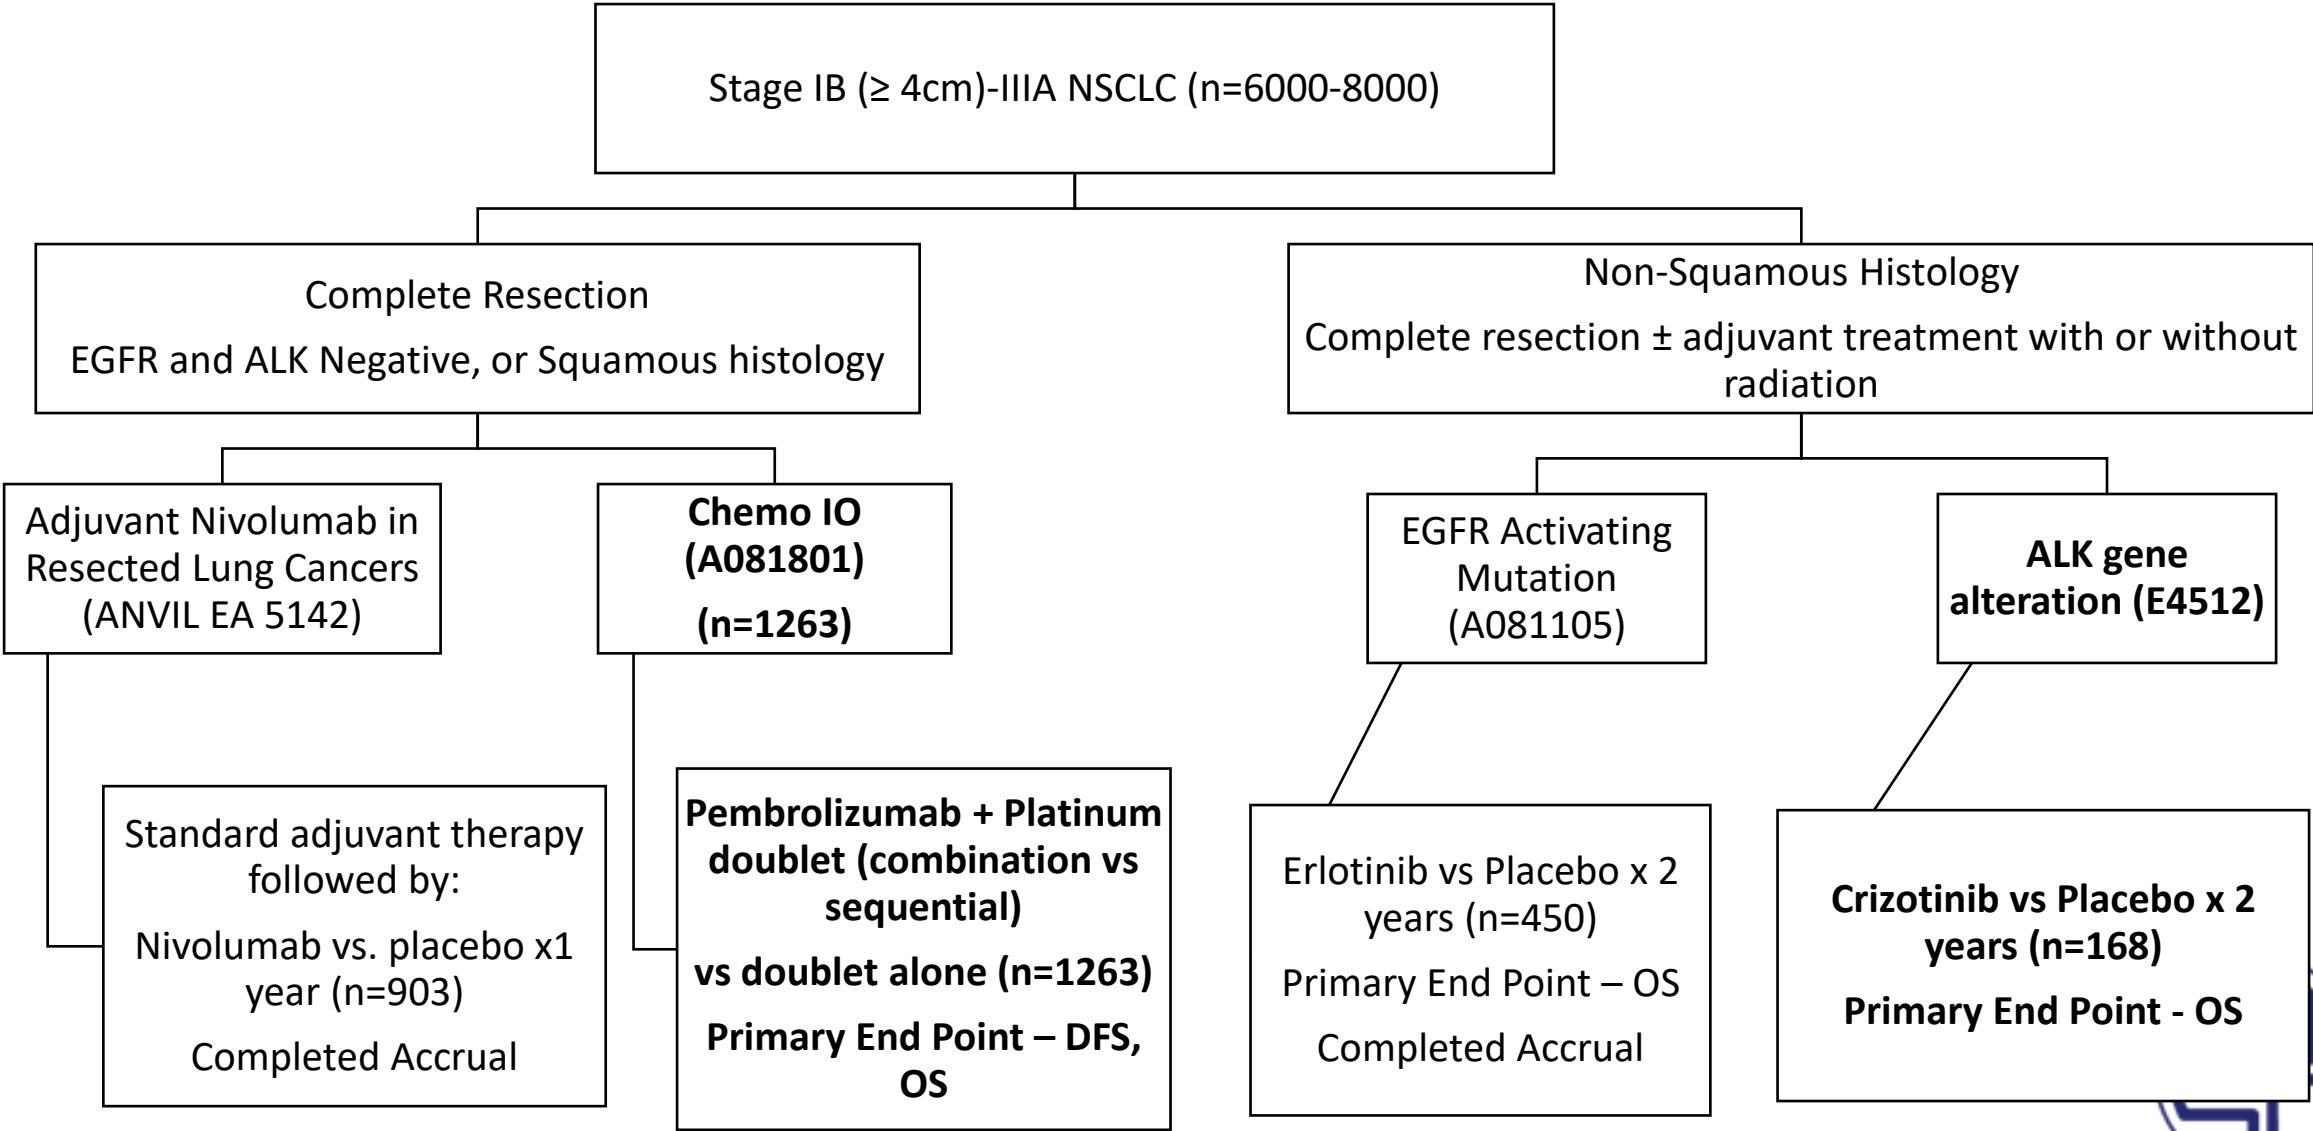 Stage IB (≥ 4cm)-IIIA NSCLC (n=6000-8000)
Complete Resection
EGFR and ALK Negative, or Squamous histology
Non-Squamous Histology
Complete resection ± adjuvant treatment with or without
radiation
Adjuvant Nivolumab in
Resected Lung Cancers
(ANVIL EA 5142)
Chemo IO
(A081801)
(n=1263)
EGFR Activating
Mutation
(A081105)
ALK gene
alteration (E4512)
Standard adjuvant therapy
followed by:
Nivolumab vs. placebo x1
year (n=903)
Completed Accrual
Pembrolizumab + Platinum
doublet (combination vs
sequential)
vs doublet alone (n=1263)
Primary End Point – DFS,
OS
Erlotinib vs Placebo x 2
years (n=450)
Primary End Point – OS
Completed Accrual
Crizotinib vs Placebo x 2
years (n=168)
Primary End Point - OS